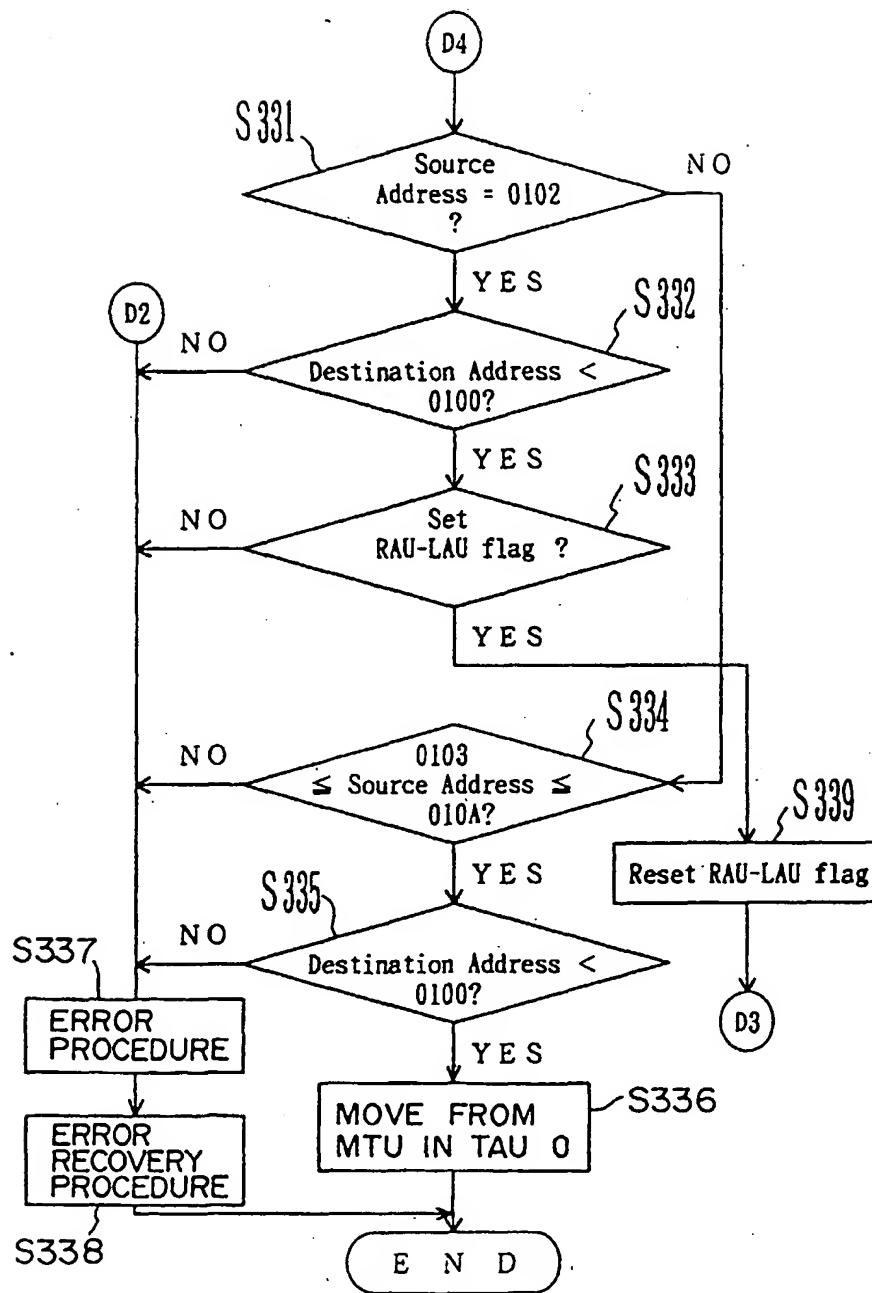 D4
S331
Source
Address = 0102
?
NO
YES
D2
S332
NO
Destination Address <
0100?
YES
S333
NO
Set
RAU-LAU flag ?
YES
S334
NO
0103
≦ Source Address ≦
010A?
S339
YES
Reset RAU-LAU flag
S335
NO
Destination Address <
0100?
S337
D3
ERROR
PROCEDURE
YES
S336
MOVE FROM
MTU IN TAU 0
ERROR
RECOVERY
PROCEDURE
S338
END